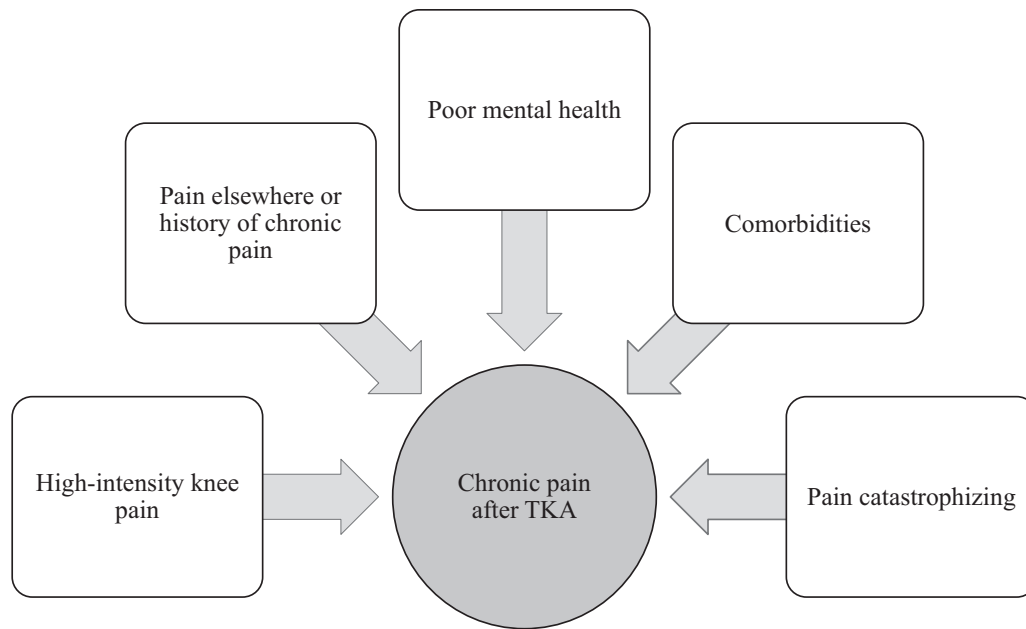 Poor mental health
Pain elsewhere or
history of chronic
pain
Comorbidities
High-intensity knee
pain
Chronic pain
after TKA
Pain catastrophizing